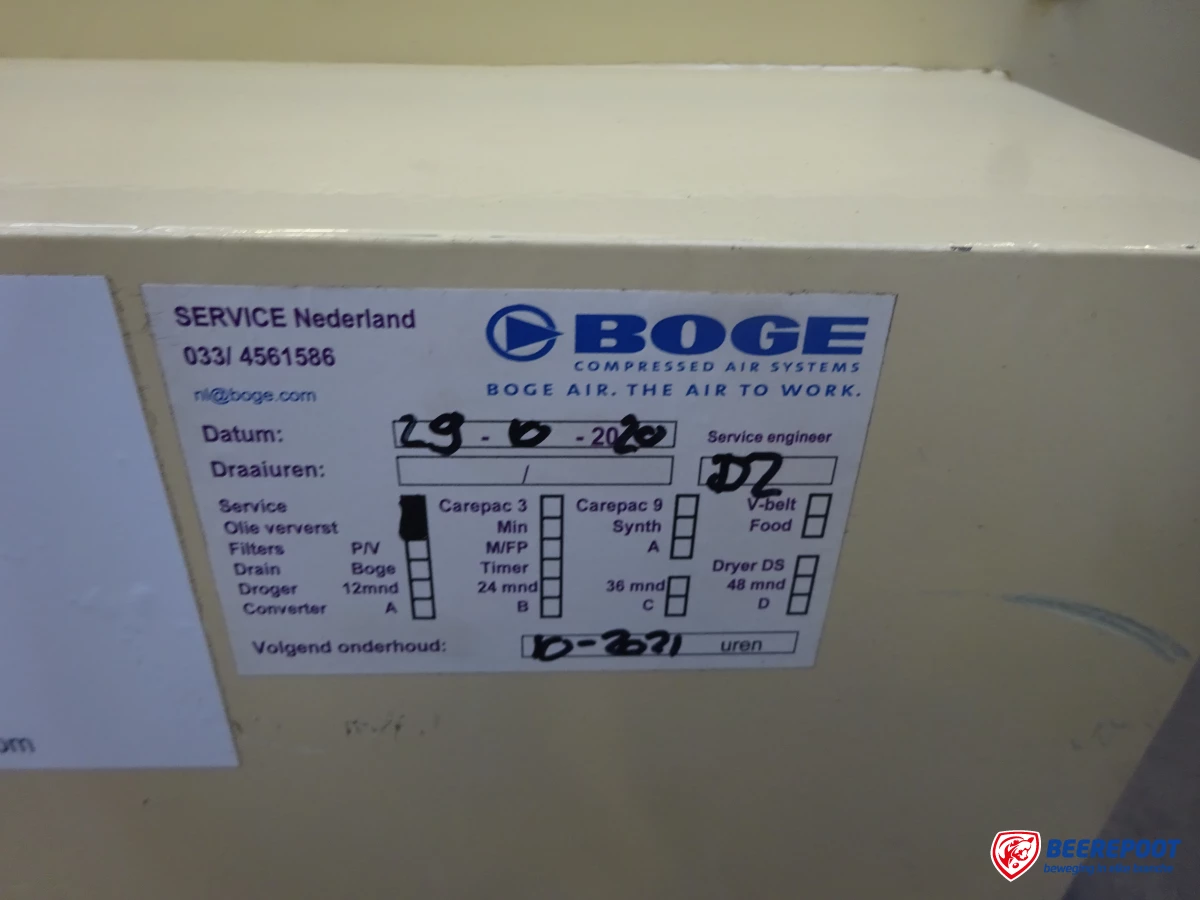 SERVICE Nederland
033/ 4561586
nl@boge.com
BOGE
COMPRESSED AIR SYSTEMS
BOGE AIR. THE AIR TO WORK.
Datum: 29 - 10 - 2020
Service engineer
Draaiuren: / DZ
Service Carepac 3 Carepac 9 V-belt
Olie ververst Min Synth Food
Filters P/V M/FP A
Drain Boge Timer Dryer DS
Droger 12mnd 24 mnd 36 mnd 48 mnd
Converter A B C D
Volgend onderhoud: 10-2021 uren
om
BEEREPOOT